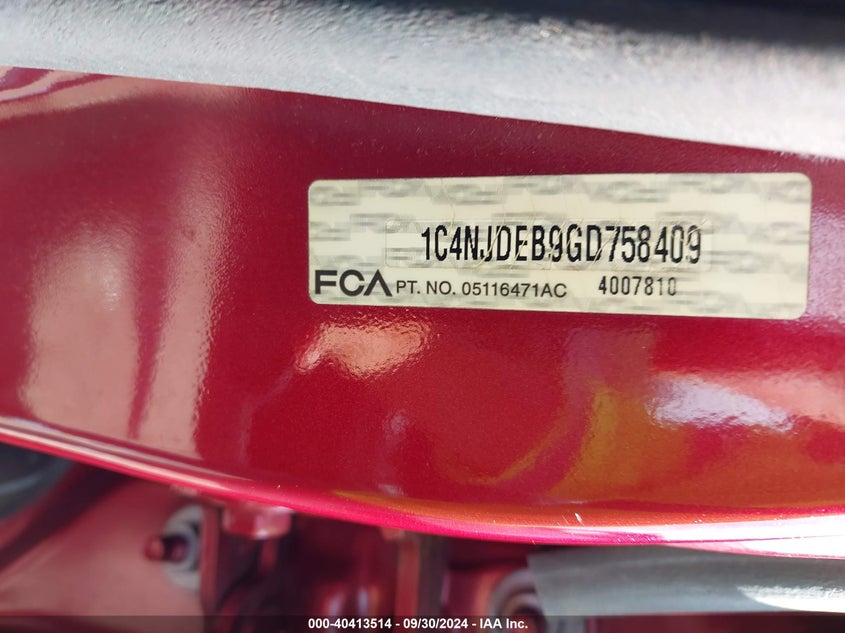 1C4NJDEB9GD758409
FCA PT. NO. 05116471AC 4007810
000-40413514 - 09/30/2024 - IAA Inc.